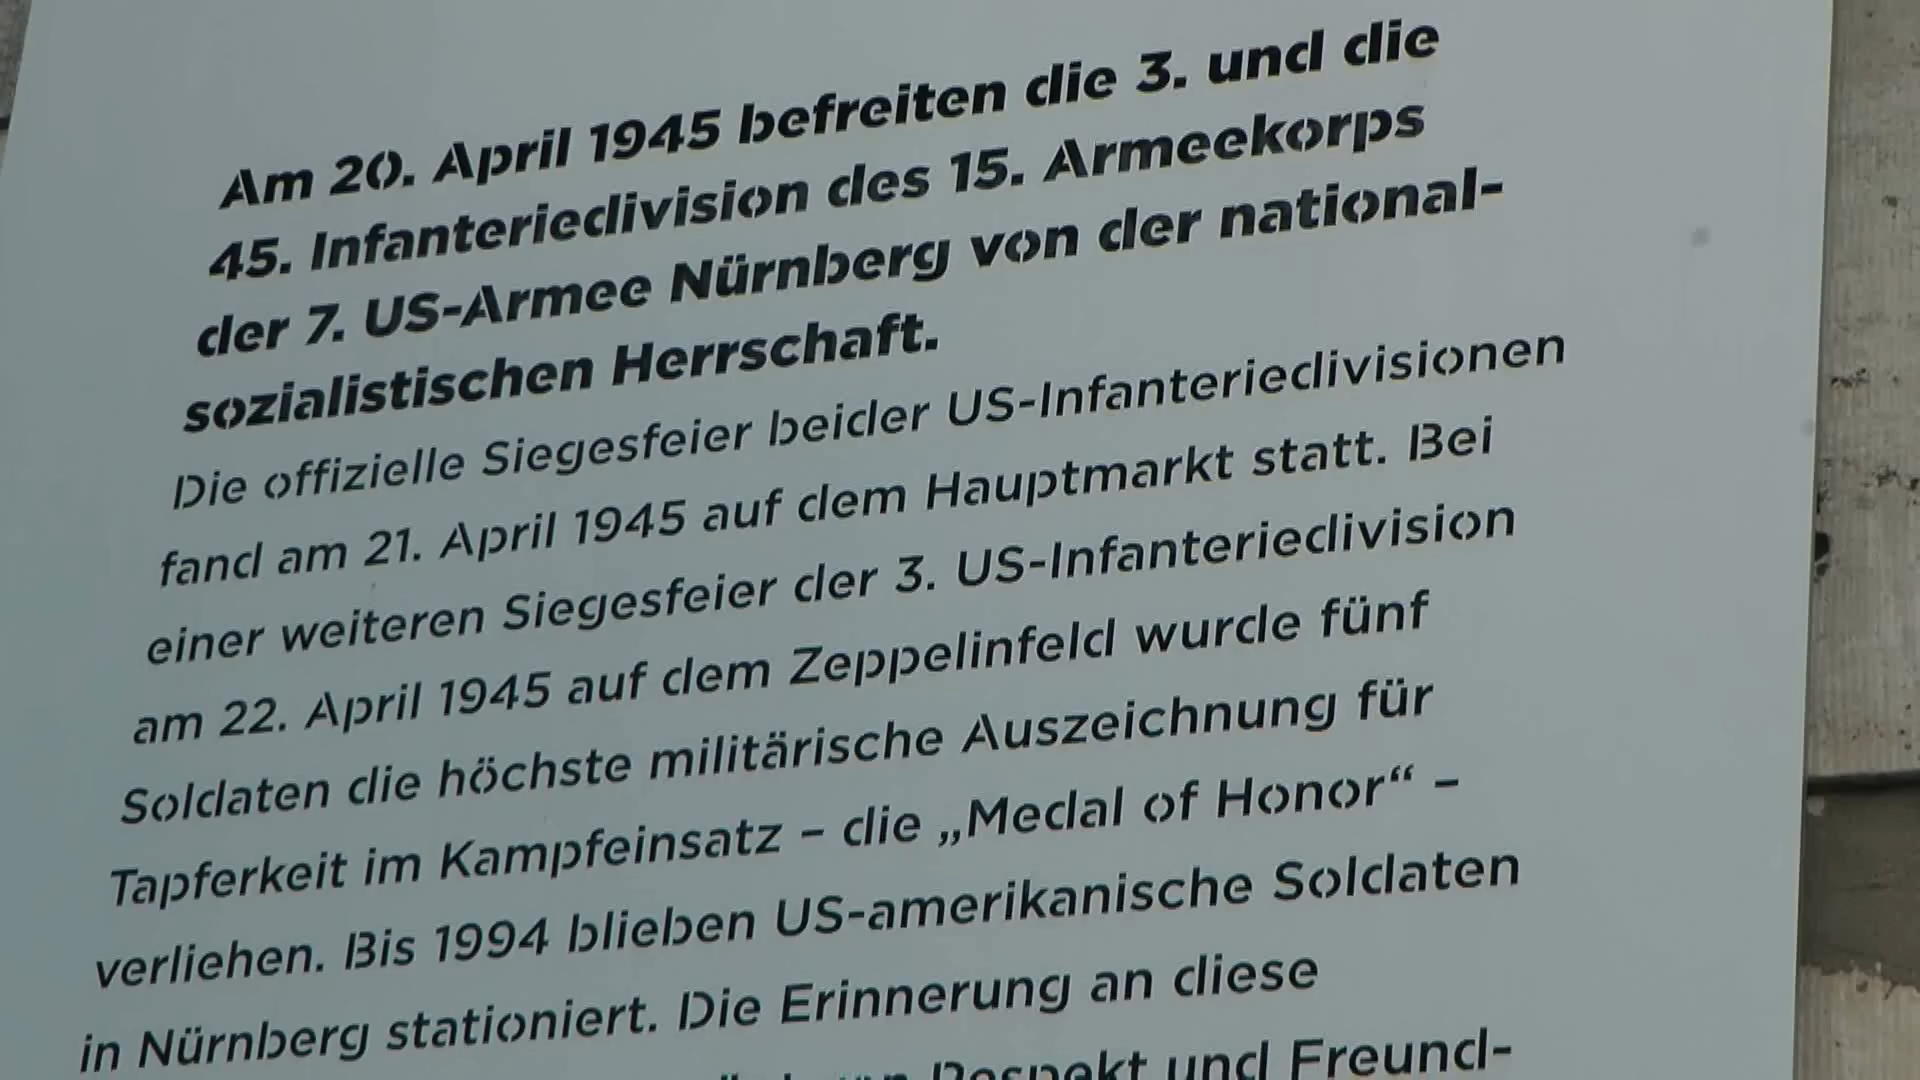 Am 20. April 1945 befreiten die 3. und die
45. Infanteriedivision des 15. Armeekorps
der 7. US-Armee Nürnberg von der national-
sozialistischen Herrschaft.
Die offizielle Siegesfeier beider US-Infanteriedivisionen
fand am 21. April 1945 auf dem Hauptmarkt statt. Bei
einer weiteren Siegesfeier der 3. US-Infanteriedivision
am 22. April 1945 auf dem Zeppelinfeld wurde fünf
Soldaten die höchste militärische Auszeichnung für
Tapferkeit im Kampfeinsatz – die „Medal of Honor“ –
verliehen. Bis 1994 blieben US-amerikanische Soldaten
in Nürnberg stationiert. Die Erinnerung an diese
Respekt und Freund-